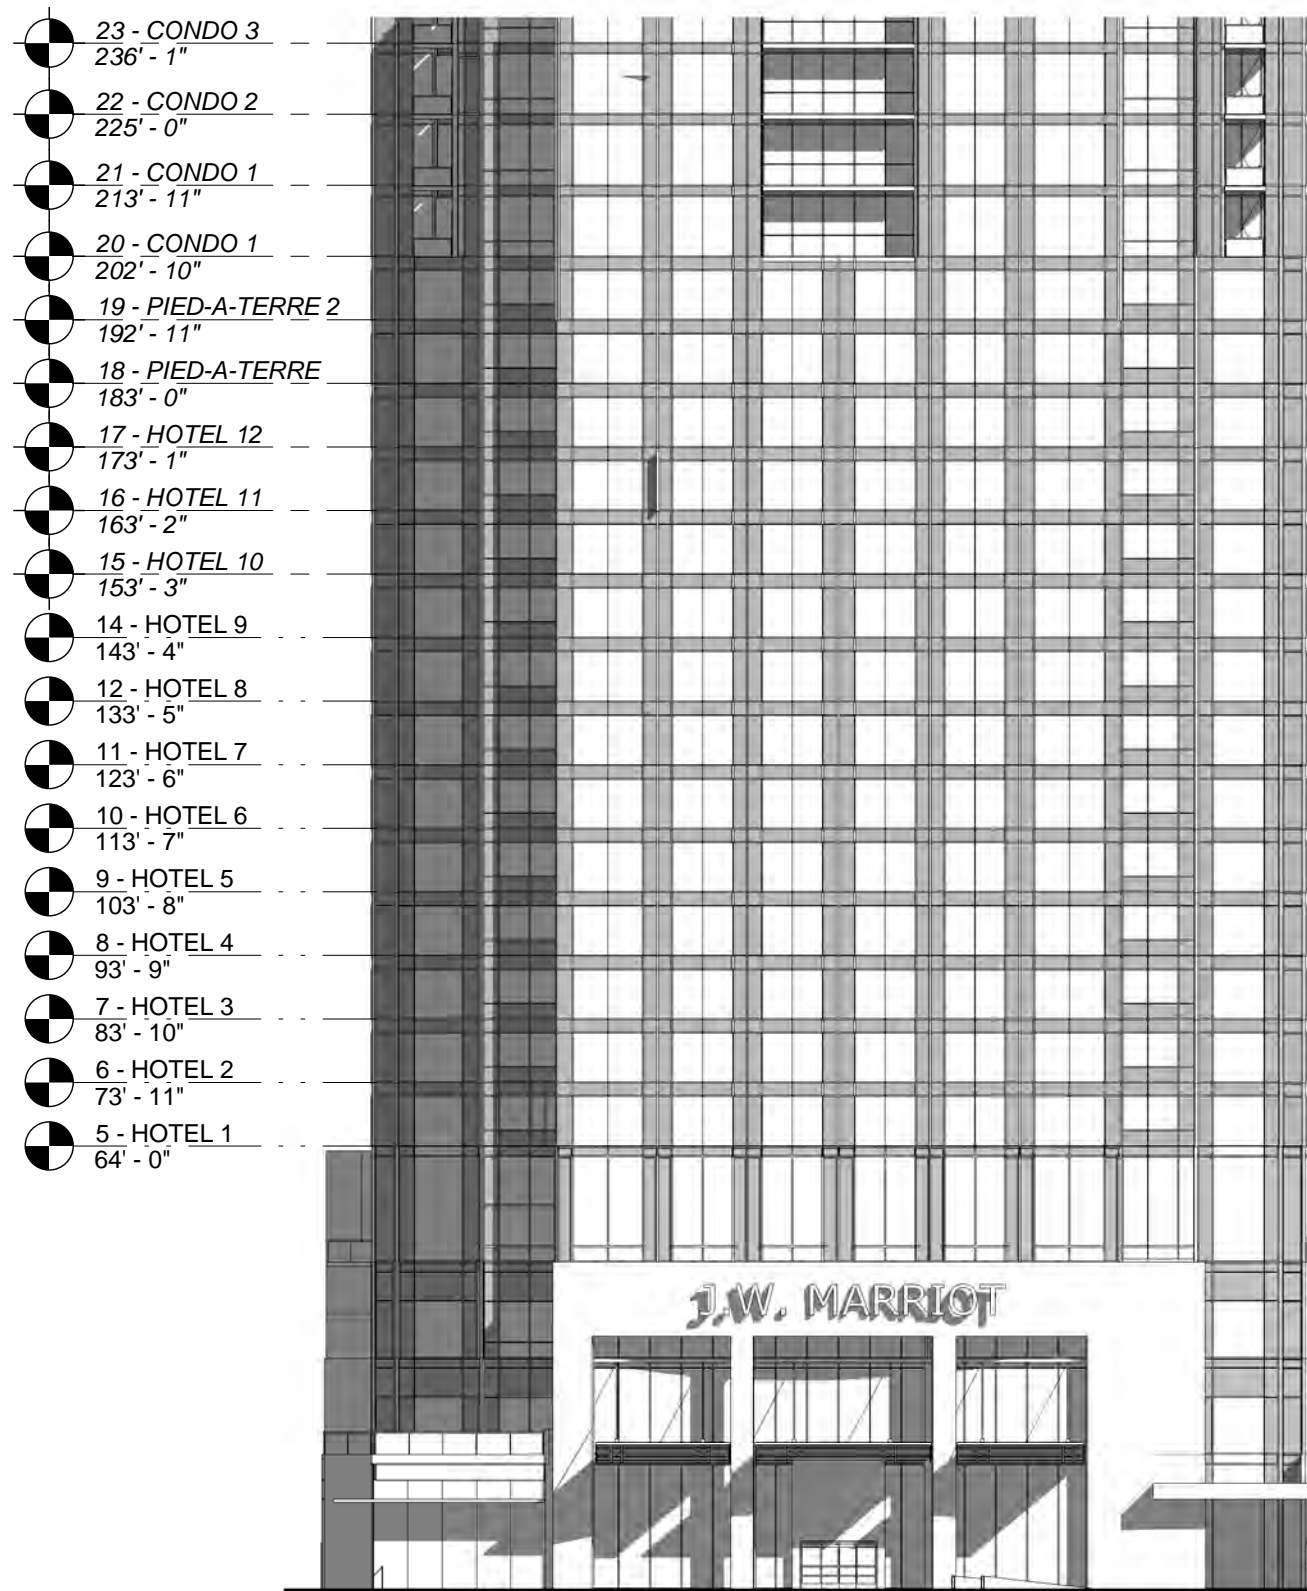 23 - CONDO 3
236' - 1"
22 - CONDO 2
225' - 0"
21 - CONDO 1
213' - 11"
20 - CONDO 1
202' - 10"
19 - PIED-A-TERRE 2
192' - 11"
18 - PIED-A-TERRE
183' - 0"
17 - HOTEL 12
173' - 1"
16 - HOTEL 11
163' - 2"
15 - HOTEL 10
153' - 3"
14 - HOTEL 9
143' - 4"
12 - HOTEL 8
133' - 5"
11 - HOTEL 7
123' - 6"
10 - HOTEL 6
113' - 7"
9 - HOTEL 5
103' - 8"
8 - HOTEL 4
93' - 9"
7 - HOTEL 3
83' - 10"
6 - HOTEL 2
73' - 11"
5 - HOTEL 1
64' - 0"
J.W. MARRIOT